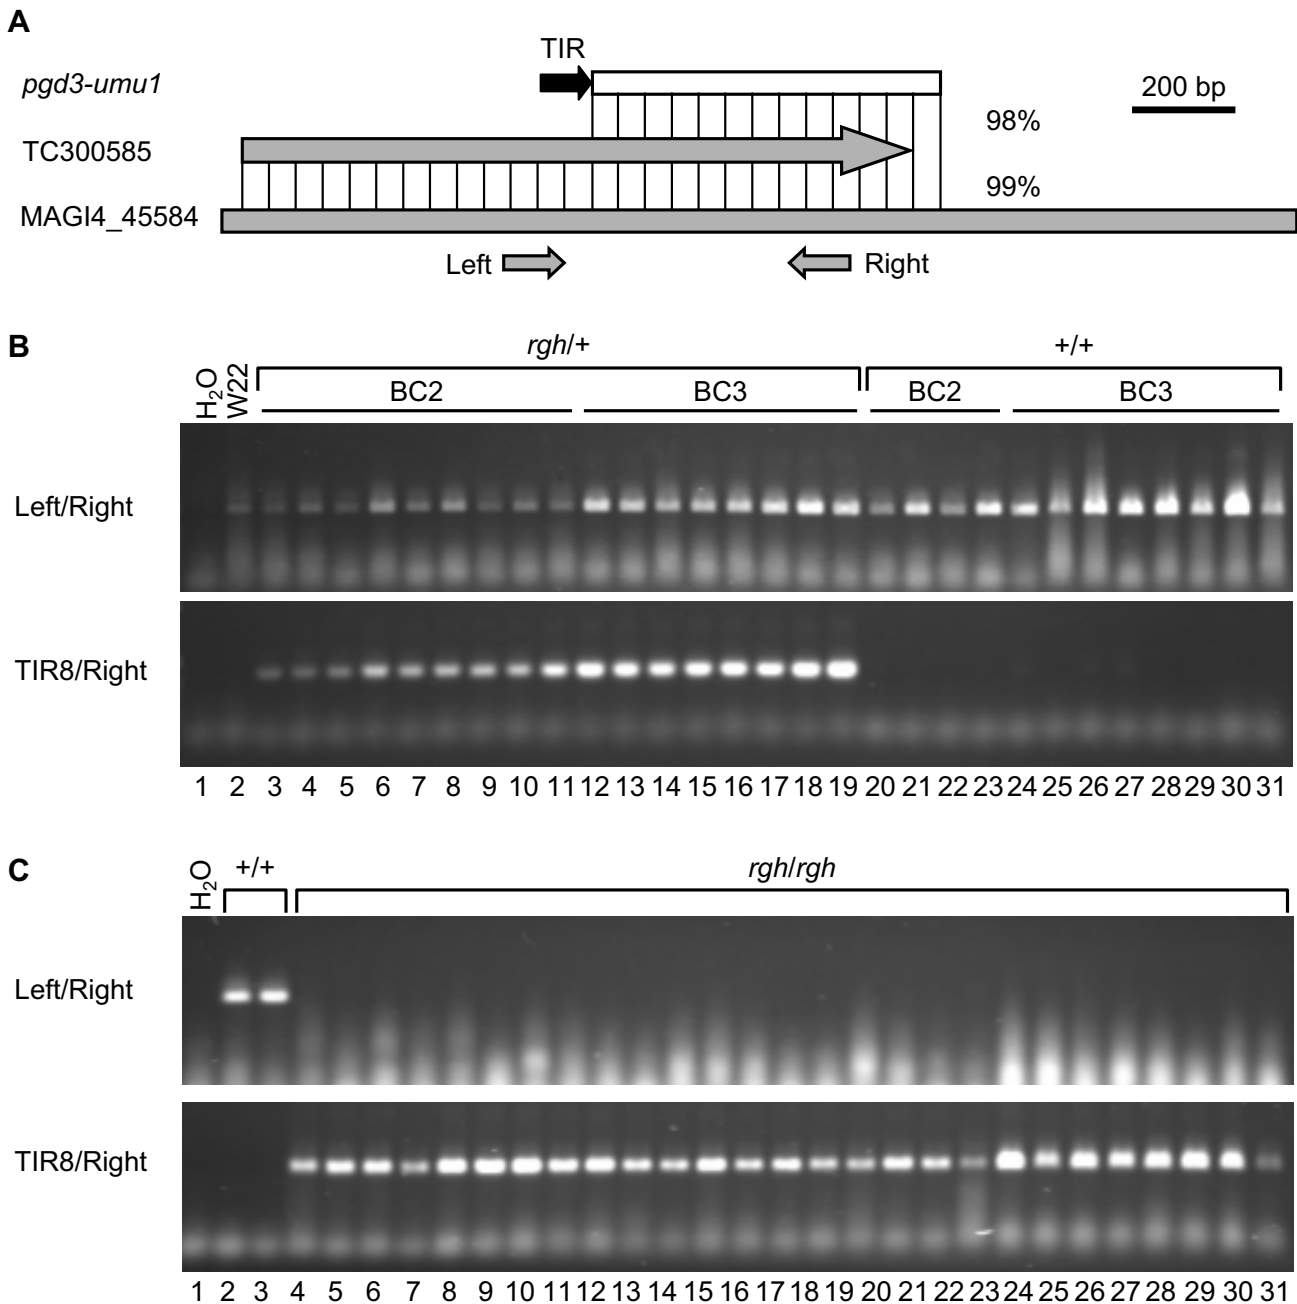 A
TIR
pgd3-umu1
200 bp
98%
TC300585
99%
MAGI4_45584
Left
Right
B
rgh/+
+/+
H2O
W22
BC2
BC3
BC2
BC3
Left/Right
TIR8/Right
1 2 3 4 5 6 7 8 9 10 11 12 13 14 15 16 17 18 19 20 21 22 23 24 25 26 27 28 29 30 31
C
H2O
+/+
rgh/rgh
Left/Right
TIR8/Right
1 2 3 4 5 6 7 8 9 10 11 12 13 14 15 16 17 18 19 20 21 22 23 24 25 26 27 28 29 30 31